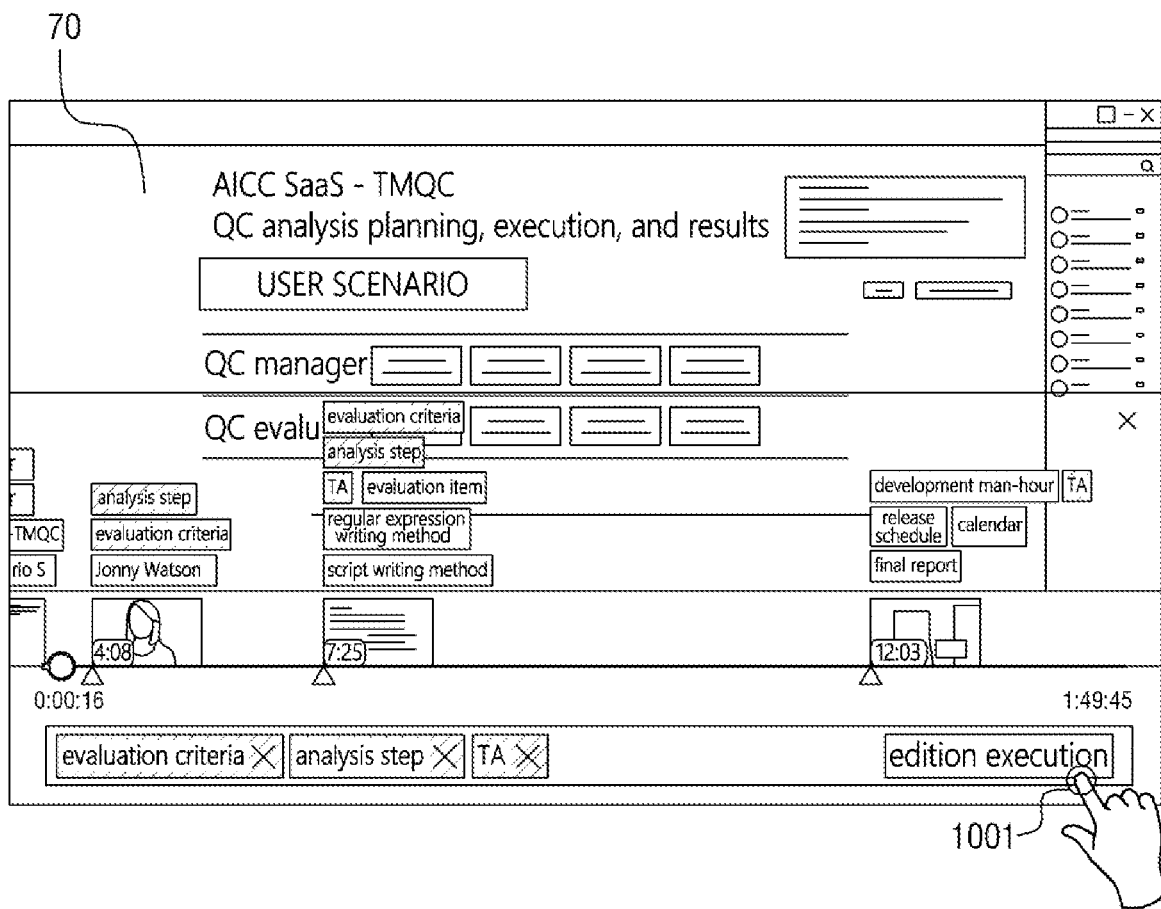 70
AICC SaaS - TMQC
QC analysis planning, execution, and results
USER SCENARIO
QC manager
QC evalu
evaluation criteria
analysis step
TA
evaluation item
regular expression
writing method
script writing method
r
r
-TMQC
rio S
analysis step
evaluation criteria
Jonny Watson
development man-hour
TA
release
schedule
calendar
final report
4:08
7:25
12:03
0:00:16
1:49:45
evaluation criteria
analysis step
TA
edition execution
1001